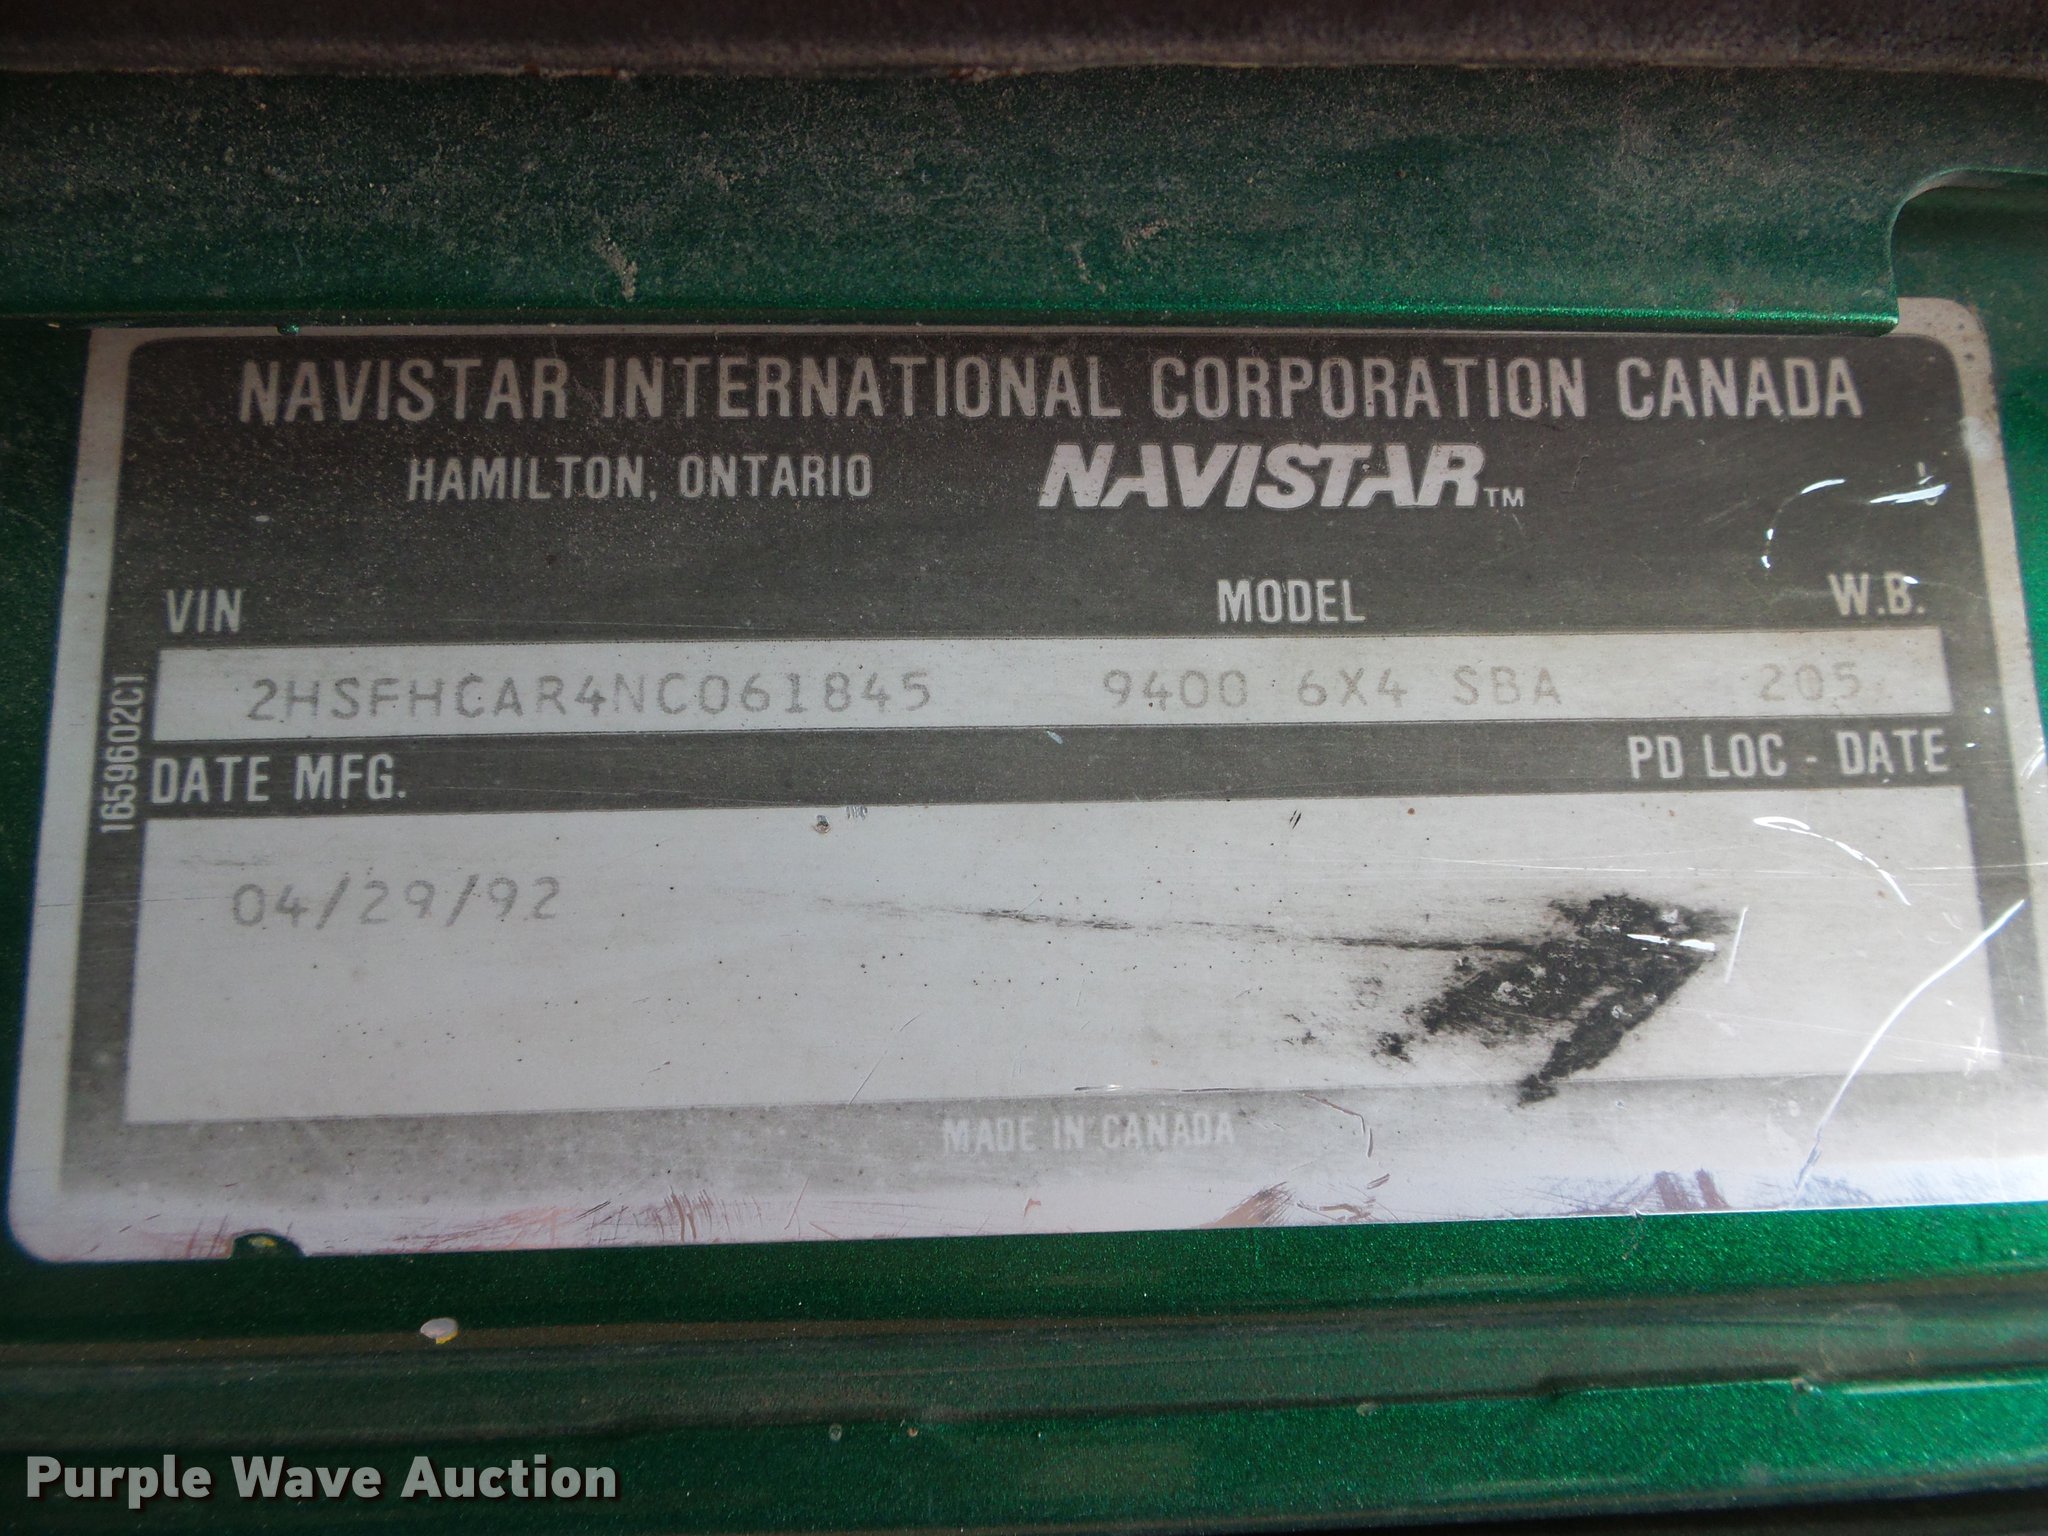 NAVISTAR INTERNATIONAL CORPORATION CANADA
HAMILTON, ONTARIO NAVISTAR™
VIN MODEL W.B.
2HSFHCAR4NC061845 9400 6X4 SBA 205
1659602C1
DATE MFG. PD LOC - DATE
04/29/92
MADE IN CANADA
Purple Wave Auction